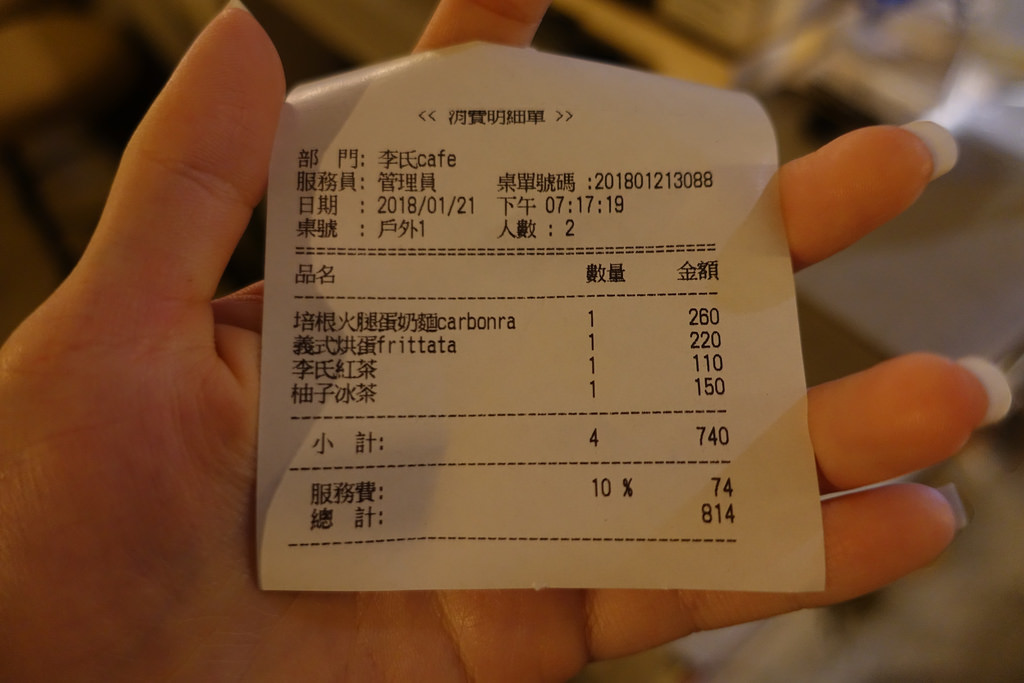 << 消費明細單 >>
部 門: 李氏cafe
服務員: 管理員 桌單號碼 :201801213088
日期 : 2018/01/21 下午 07:17:19
桌號 : 戶外1 人數 : 2
品名 數量 金額
培根火腿蛋奶麵carbonra 1 260
義式烘蛋frittata 1 220
李氏紅茶 1 110
柚子冰茶 1 150
小 計: 4 740
服務費: 10 % 74
總 計: 814